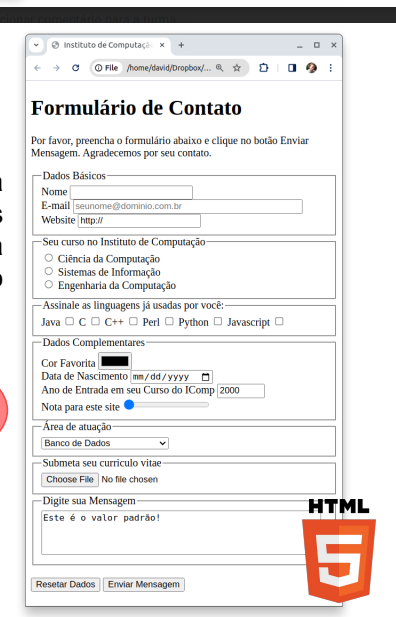 Instituto de Computaçã
File /home/david/Dropbox/...
Formulário de Contato
Por favor, preencha o formulário abaixo e clique no botão Enviar
Mensagem. Agradecemos por seu contato.
Dados Básicos
Nome
E-mail seunome@dominio.com.br
Website http://
Seu curso no Instituto de Computação
Ciência da Computação
Sistemas de Informação
Engenharia da Computação
Assinale as linguagens já usadas por você:
Java C C++ Perl Python Javascript
Dados Complementares
Cor Favorita
Data de Nascimento mm/dd/yyyy
Ano de Entrada em seu Curso do IComp 2000
Nota para este site
Área de atuação
Banco de Dados
Submeta seu currículo vitae
Choose File No file chosen
Digite sua Mensagem
Este é o valor padrão!
HTML
5
Resetar Dados Enviar Mensagem